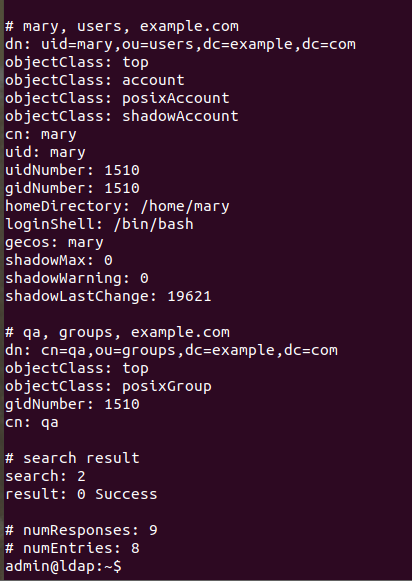 # mary, users, example.com
dn: uid=mary,ou=users,dc=example,dc=com
objectClass: top
objectClass: account
objectClass: posixAccount
objectClass: shadowAccount
cn: mary
uid: mary
uidNumber: 1510
gidNumber: 1510
homeDirectory: /home/mary
loginShell: /bin/bash
gecos: mary
shadowMax: 0
shadowWarning: 0
shadowLastChange: 19621
# qa, groups, example.com
dn: cn=qa,ou=groups,dc=example,dc=com
objectClass: top
objectClass: posixGroup
gidNumber: 1510
cn: qa
# search result
search: 2
result: 0 Success
# numResponses: 9
# numEntries: 8
admin@ldap:~$